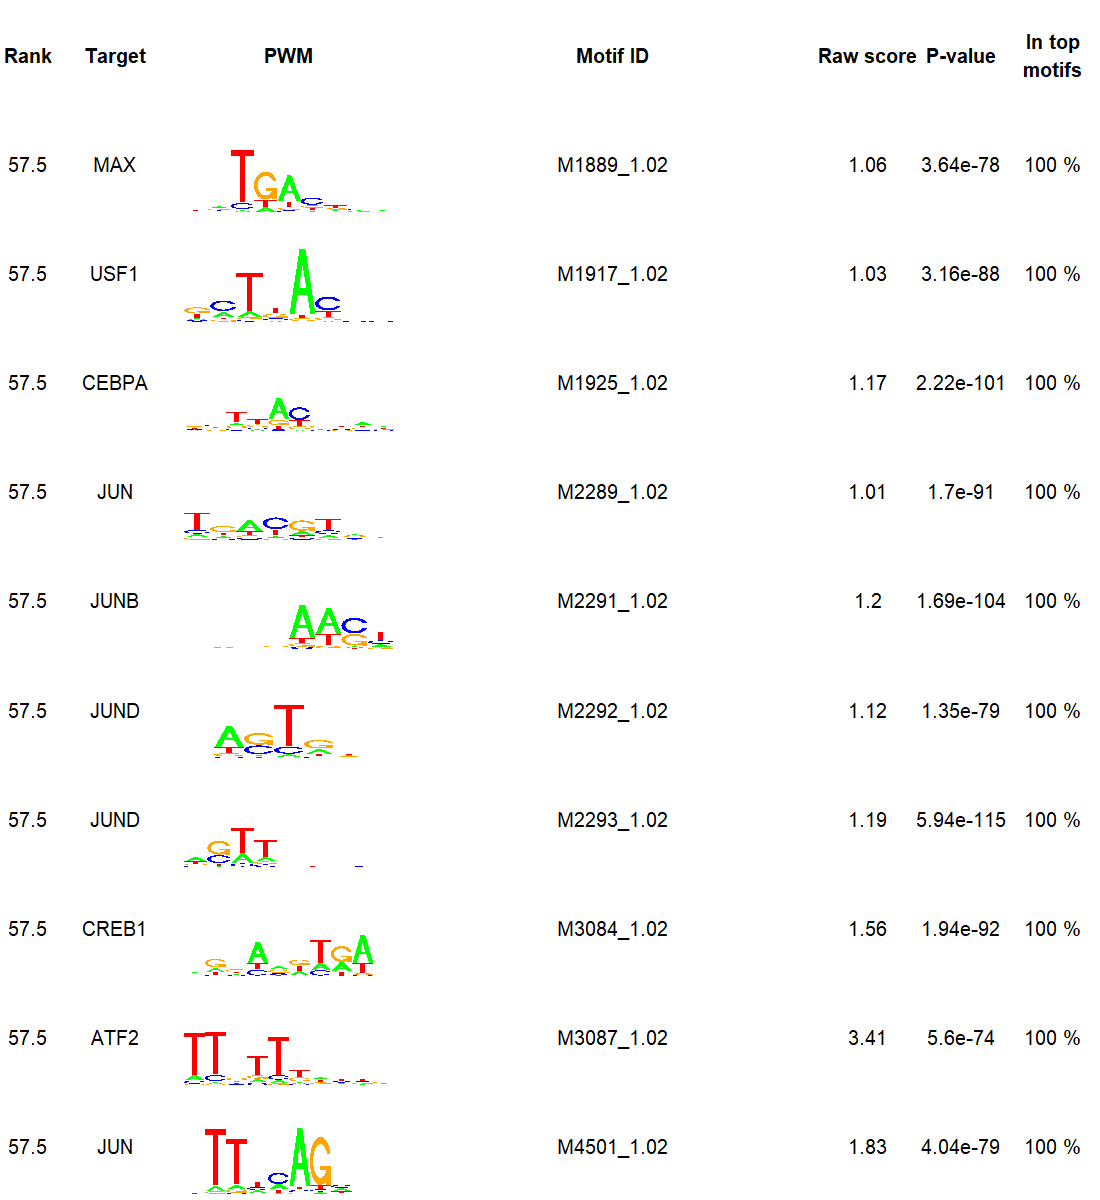 Rank Target PWM Motif ID Raw score P-value In top motifs
57.5 MAX M1889_1.02 1.06 3.64e-78 100 %
57.5 USF1 M1917_1.02 1.03 3.16e-88 100 %
57.5 CEBPA M1925_1.02 1.17 2.22e-101 100 %
57.5 JUN M2289_1.02 1.01 1.7e-91 100 %
57.5 JUNB M2291_1.02 1.2 1.69e-104 100 %
57.5 JUND M2292_1.02 1.12 1.35e-79 100 %
57.5 JUND M2293_1.02 1.19 5.94e-115 100 %
57.5 CREB1 M3084_1.02 1.56 1.94e-92 100 %
57.5 ATF2 M3087_1.02 3.41 5.6e-74 100 %
57.5 JUN M4501_1.02 1.83 4.04e-79 100 %